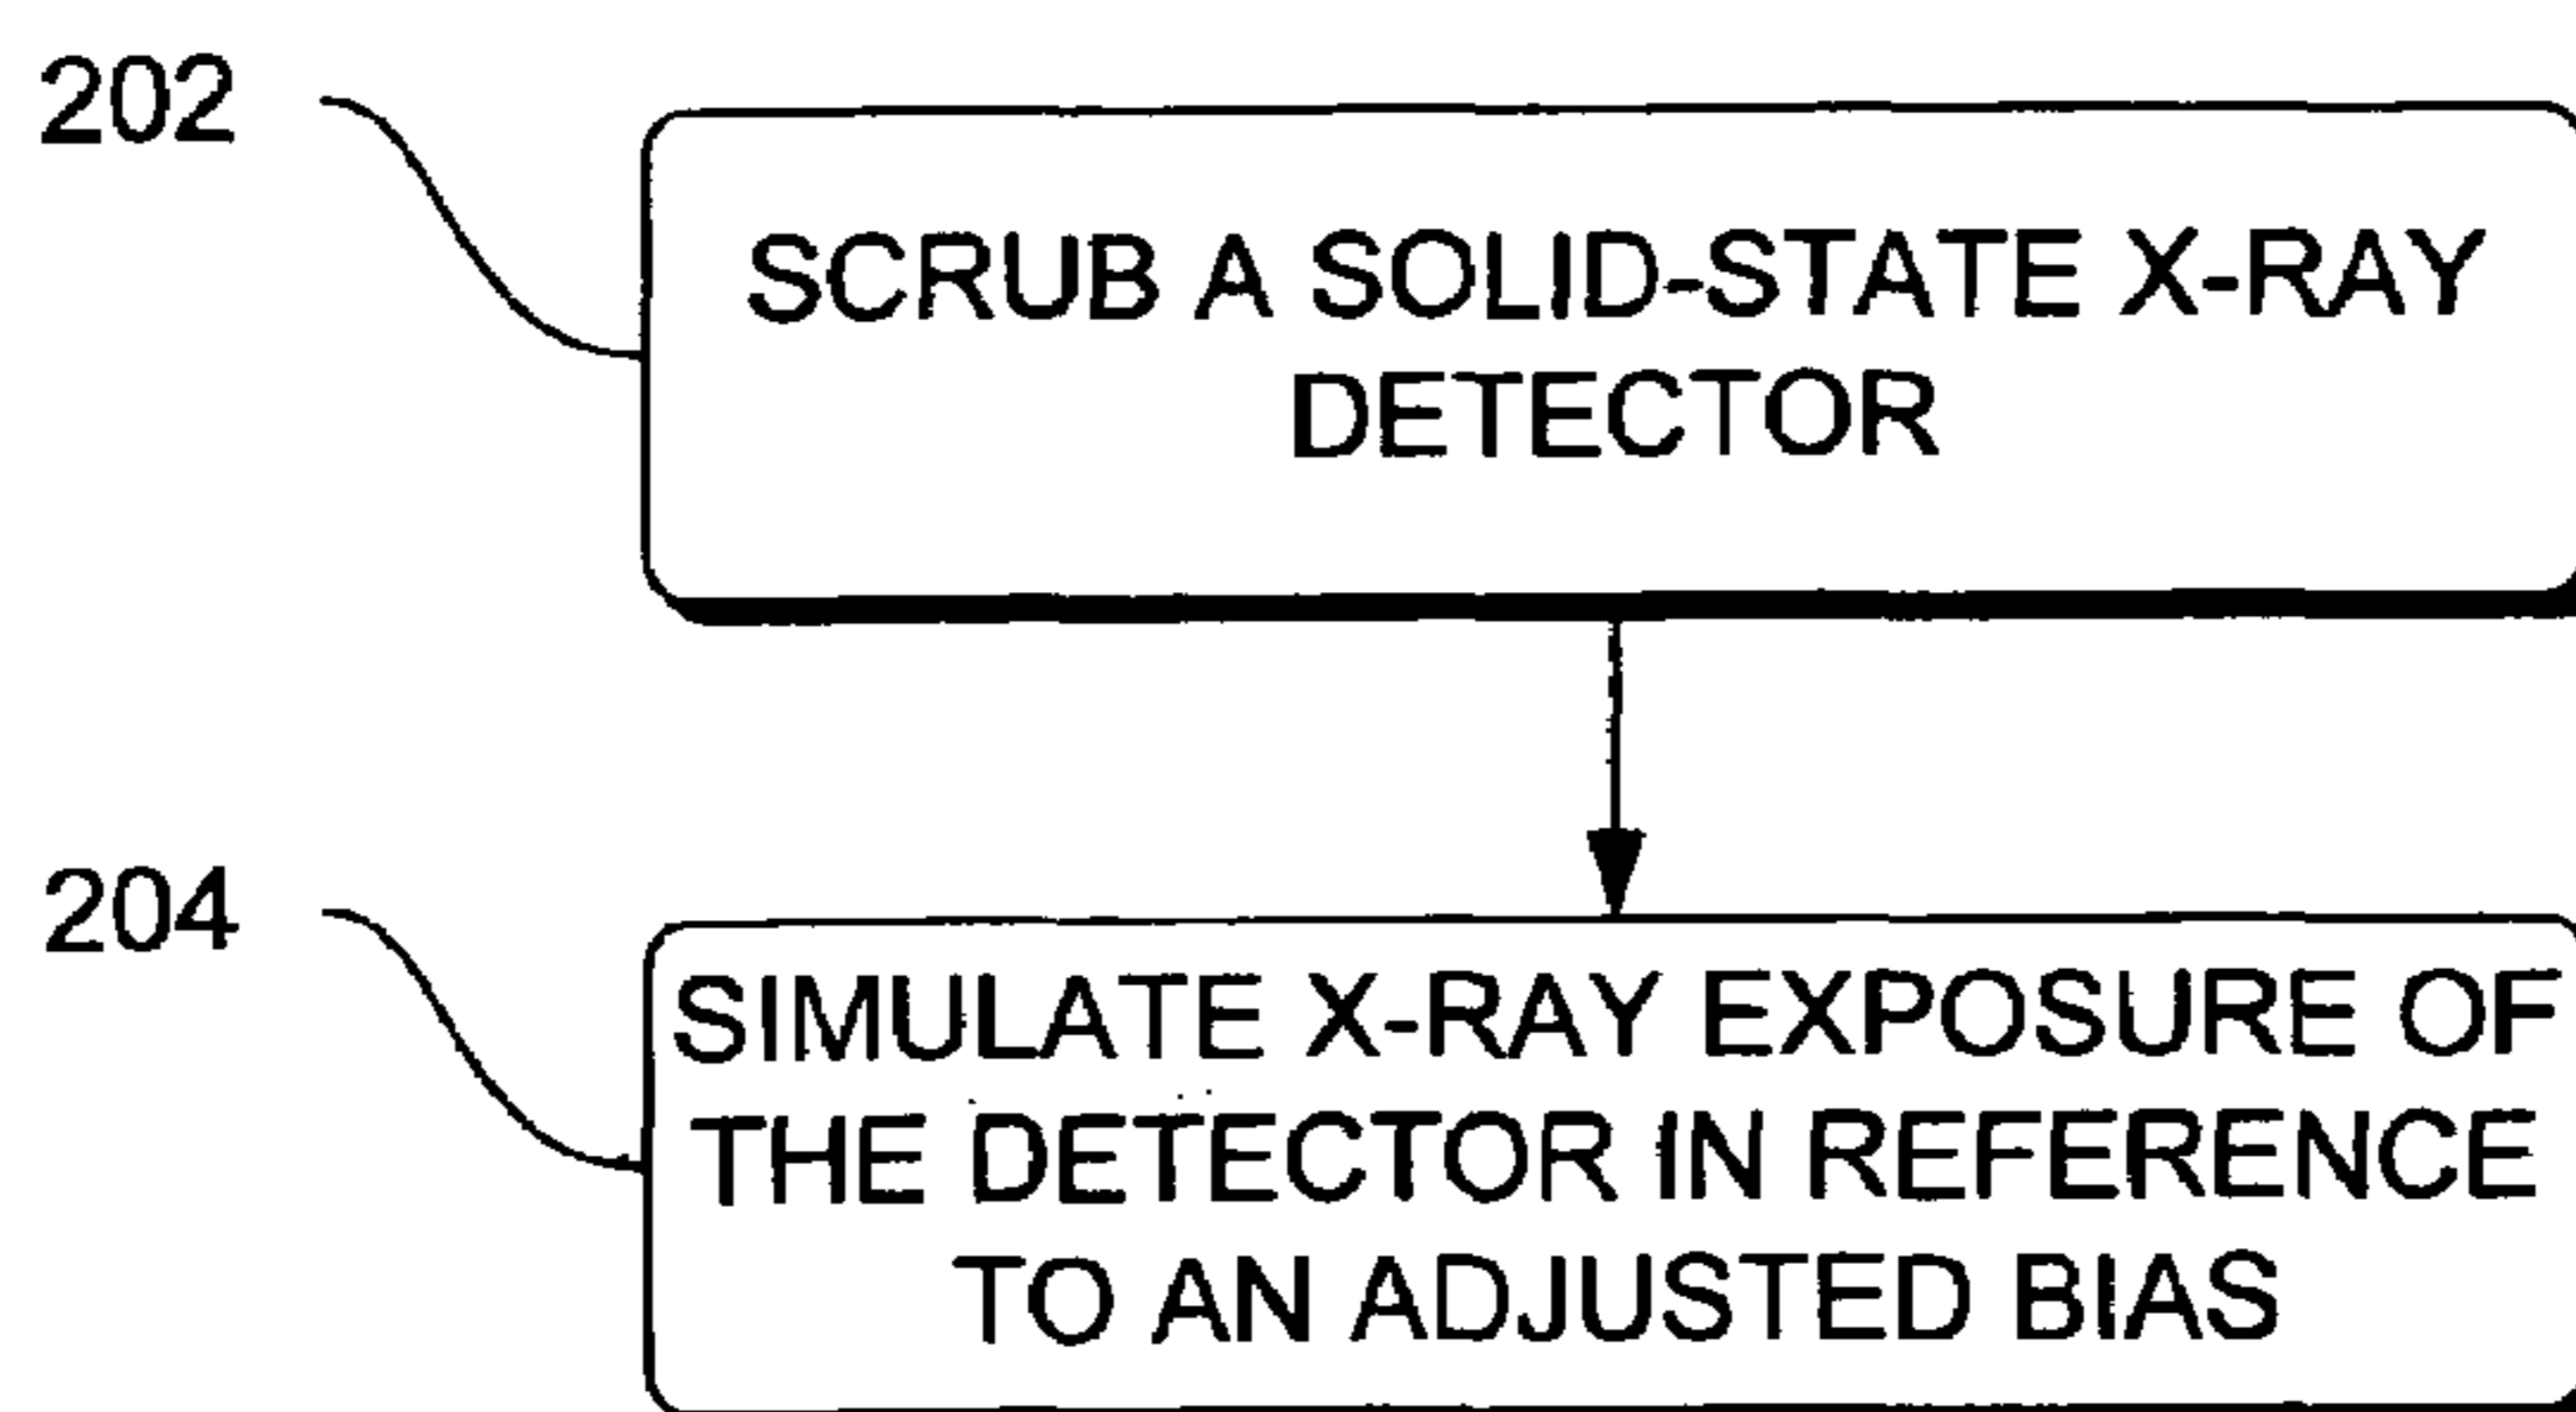 202
SCRUB A SOLID-STATE X-RAY
DETECTOR
204
SIMULATE X-RAY EXPOSURE OF
THE DETECTOR IN REFERENCE
TO AN ADJUSTED BIAS